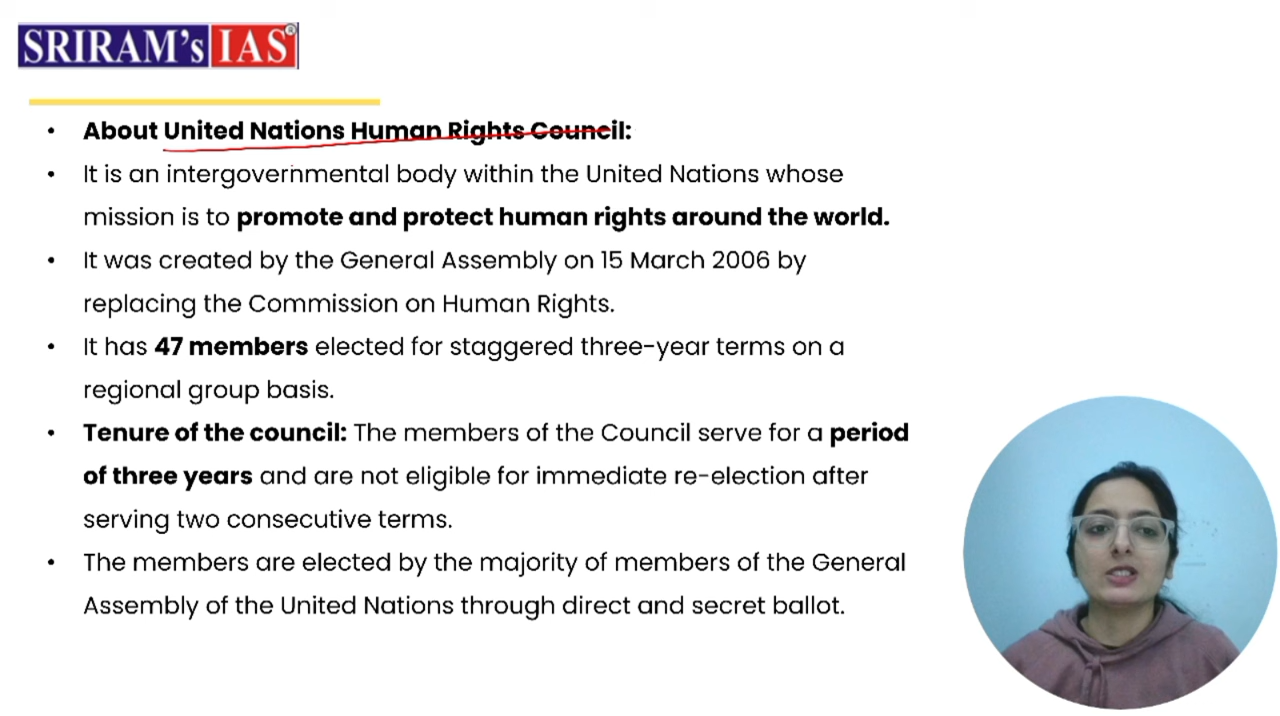 SRIRAM's IAS®
• About United Nations Human Rights Council:
• It is an intergovernmental body within the United Nations whose
mission is to promote and protect human rights around the world.
• It was created by the General Assembly on 15 March 2006 by
replacing the Commission on Human Rights.
• It has 47 members elected for staggered three-year terms on a
regional group basis.
• Tenure of the council: The members of the Council serve for a period
of three years and are not eligible for immediate re-election after
serving two consecutive terms.
• The members are elected by the majority of members of the General
Assembly of the United Nations through direct and secret ballot.